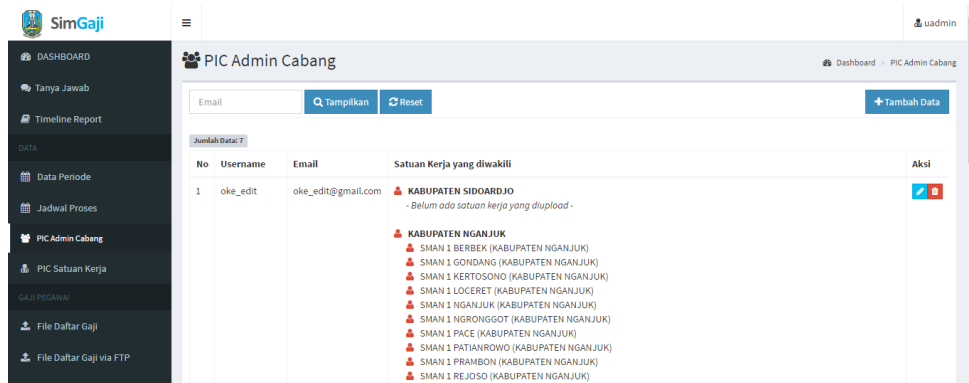 SimGaji
uadmin
DASHBOARD
Tanya Jawab
Timeline Report
DATA
Data Periode
Jadwal Proses
PIC Admin Cabang
PIC Satuan Kerja
GAJI PEGAWAI
File Daftar Gaji
File Daftar Gaji via FTP
PIC Admin Cabang
Dashboard > PIC Admin Cabang
Email Tampilkan Reset Tambah Data
Jumlah Data: 7
No Username Email Satuan Kerja yang diwakili Aksi
1 oke_edit oke_edit@gmail.com KABUPATEN SIDOARDJO
- Belum ada satuan kerja yang diupload -
KABUPATEN NGANJUK
SMAN 1 BERBEK (KABUPATEN NGANJUK)
SMAN 1 GONDANG (KABUPATEN NGANJUK)
SMAN 1 KERTOSONO (KABUPATEN NGANJUK)
SMAN 1 LOCERET (KABUPATEN NGANJUK)
SMAN 1 NGANJUK (KABUPATEN NGANJUK)
SMAN 1 NGRONGGOT (KABUPATEN NGANJUK)
SMAN 1 PACE (KABUPATEN NGANJUK)
SMAN 1 PATIANROWO (KABUPATEN NGANJUK)
SMAN 1 PRAMBON (KABUPATEN NGANJUK)
SMAN 1 REJOSO (KABUPATEN NGANJUK)